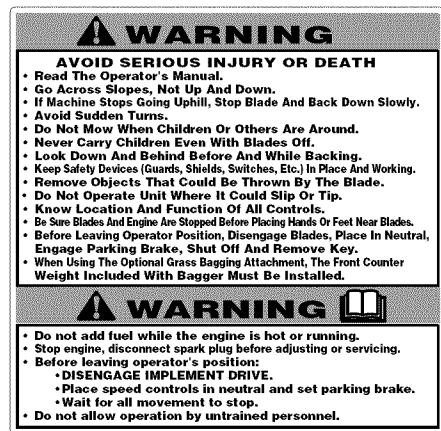 WARNING
AVOID SERIOUS INJURY OR DEATH
• Read The Operator's Manual.
• Go Across Slopes, Not Up And Down.
• If Machine Stops Going Uphill, Stop Blade And Back Down Slowly.
• Avoid Sudden Turns.
• Do Not Mow When Children Or Others Are Around.
• Never Carry Children Even With Blades Off.
• Look Down And Behind Before And While Backing.
• Keep Safety Devices (Guards, Shields, Switches, Etc.) In Place And Working.
• Remove Objects That Could Be Thrown By The Blade.
• Do Not Operate Unit Where It Could Slip Or Tip.
• Know Location And Function Of All Controls.
• Be Sure Blades And Engine Are Stopped Before Placing Hands Or Feet Near Blades.
• Before Leaving Operator Position, Disengage Blades, Place In Neutral,
Engage Parking Brake, Shut Off And Remove Key.
• When Using The Optional Grass Bagging Attachment, The Front Counter
Weight Included With Bagger Must Be Installed.
WARNING
• Do not add fuel while the engine is hot or running.
• Stop engine, disconnect spark plug before adjusting or servicing.
• Before leaving operator's position:
• DISENGAGE IMPLEMENT DRIVE.
• Place speed controls in neutral and set parking brake.
• Wait for all movement to stop.
• Do not allow operation by untrained personnel.